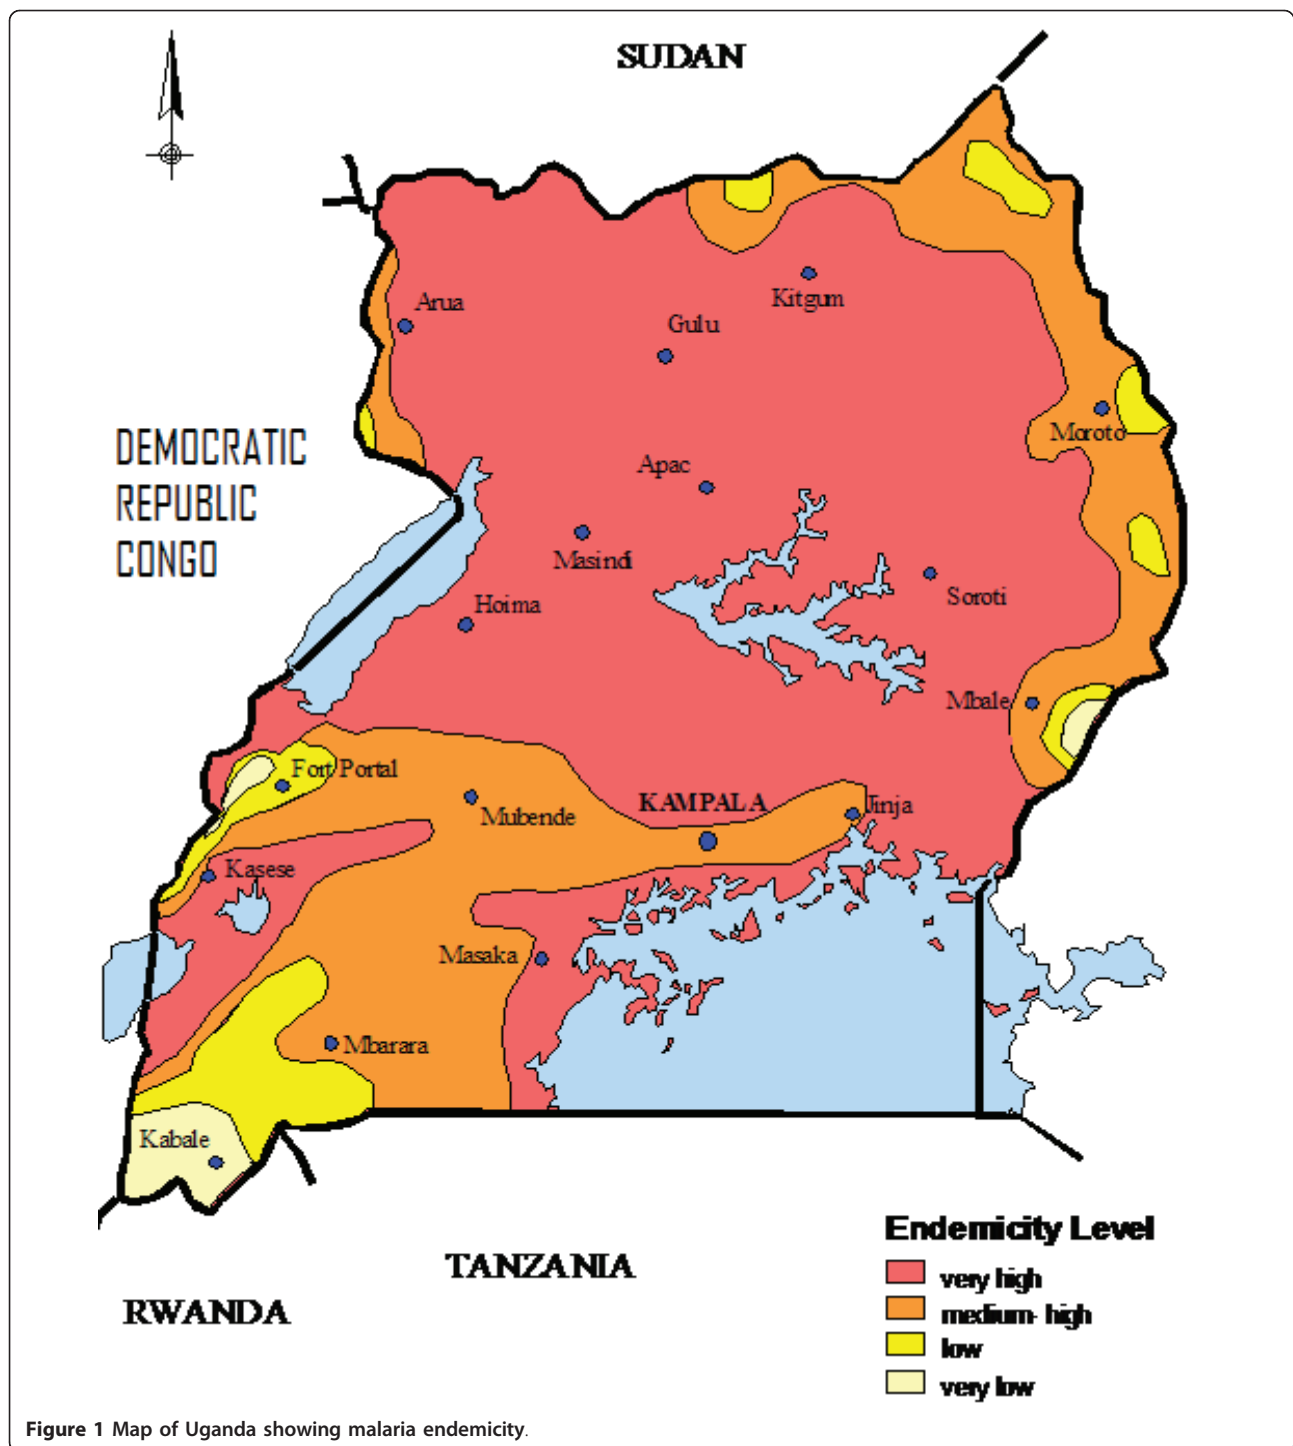 SUDAN
Arua
Kitgum
Gulu
DEMOCRATIC
REPUBLIC
CONGO
Moroto
Apac
Masindi
Hoima
Soroti
Mbale
Fort Portal
KAMPALA
Jinja
Mubende
Kasese
Masaka
Mbarara
Kabale
TANZANIA
RWANDA
Endemicity Level
very high
medium- high
low
very low
Figure 1 Map of Uganda showing malaria endemicity.